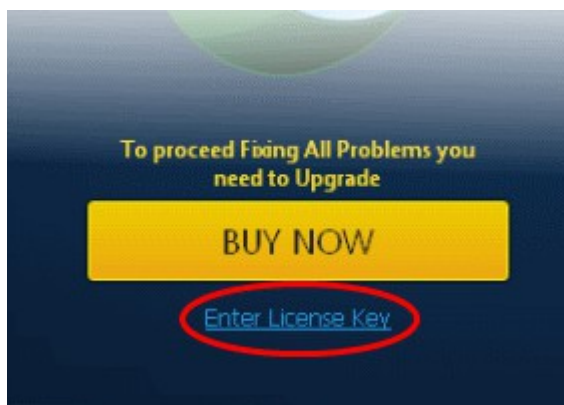 To proceed Fixing All Problems you
need to Upgrade
BUY NOW
Enter License Key